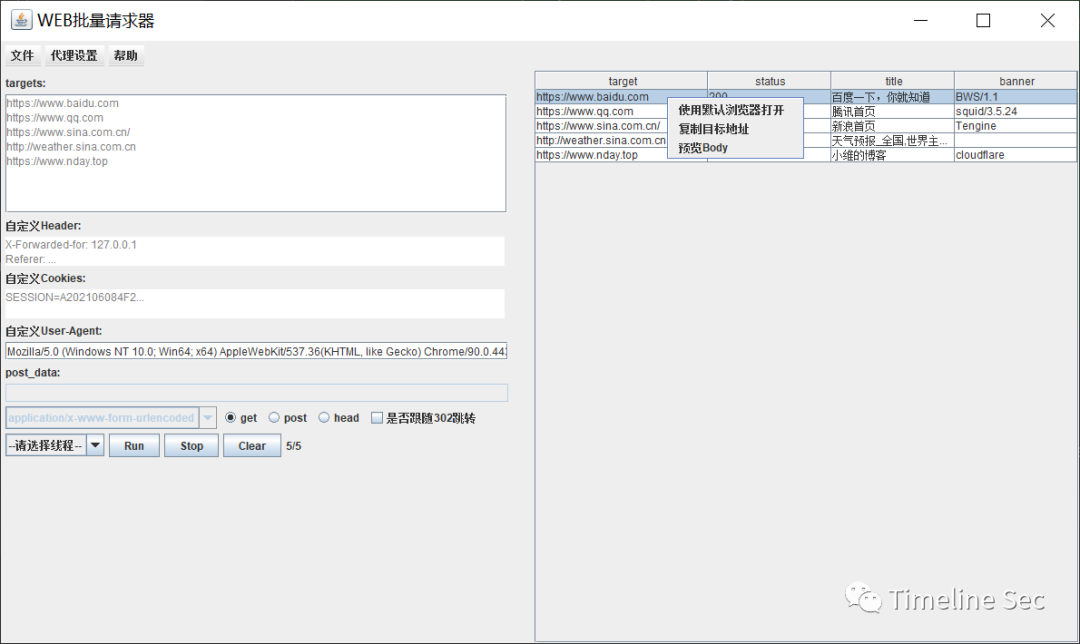 WEB批量请求器
文件 代理设置 帮助
targets:
https://www.baidu.com
https://www.qq.com
https://www.sina.com.cn/
http://weather.sina.com.cn
https://www.nday.top
自定义Header:
X-Forwarded-for: 127.0.0.1
Referer: ...
自定义Cookies:
SESSION=A202106084F2...
自定义User-Agent:
Mozilla/5.0 (Windows NT 10.0; Win64; x64) AppleWebKit/537.36(KHTML, like Gecko) Chrome/90.0.443
post_data:
application/x-www-form-urlencoded get post head 是否跟随302跳转
--请选择线程-- Run Stop Clear 5/5
target status title banner
https://www.baidu.com 200 百度一下，你就知道 BWS/1.1
https://www.qq.com 腾讯首页 squid/3.5.24
https://www.sina.com.cn/ 新浪首页 Tengine
http://weather.sina.com.cn 天气预报_全国,世界主...
https://www.nday.top 小维的博客 cloudflare
使用默认浏览器打开
复制目标地址
预览Body
Timeline Sec